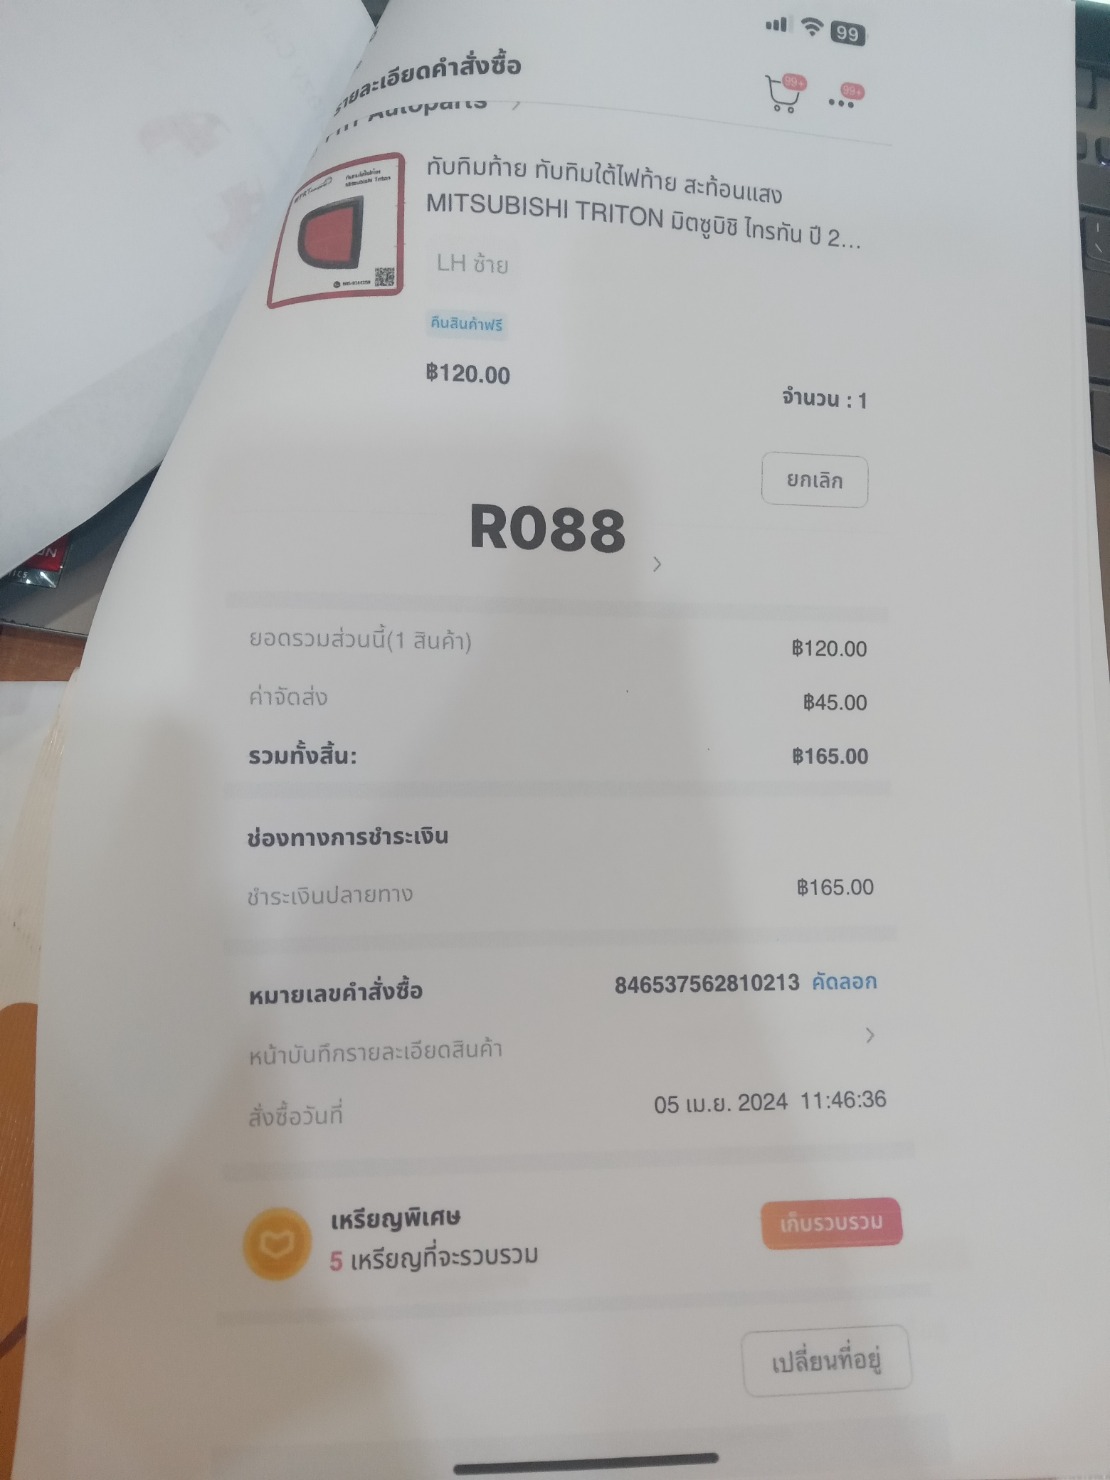 99
รายละเอียดคำสั่งซื้อ
99+
99+
Autoparts
ทับทิมท้าย ทับทิมใต้ไฟท้าย สะท้อนแสง
MITSUBISHI TRITON มิตซูบิชิ ไทรทัน ปี 2...
LH ซ้าย
คืนสินค้าฟรี
฿120.00
จำนวน : 1
ยกเลิก
R088
ยอดรวมส่วนนี้(1 สินค้า)
฿120.00
ค่าจัดส่ง
฿45.00
รวมทั้งสิ้น:
฿165.00
ช่องทางการชำระเงิน
ชำระเงินปลายทาง
฿165.00
หมายเลขคำสั่งซื้อ
846537562810213 คัดลอก
หน้าบันทึกรายละเอียดสินค้า
สั่งซื้อวันที่
05 เม.ย. 2024 11:46:36
เหรียญพิเศษ
5 เหรียญที่จะรวบรวม
เก็บรวบรวม
เปลี่ยนที่อยู่